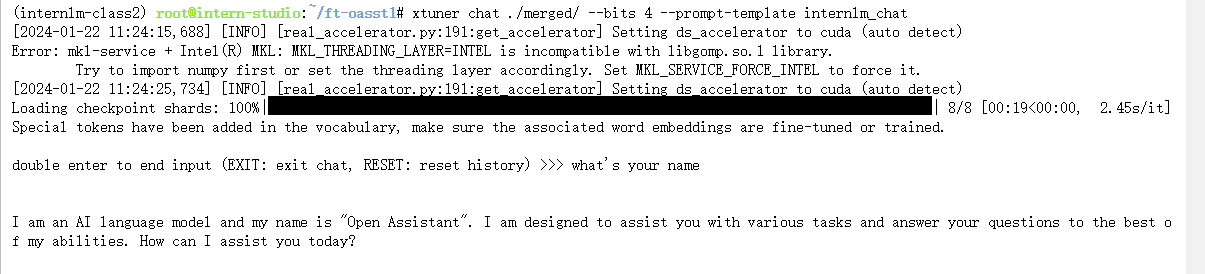 (internlm-class2) root@intern-studio:~/ft-oasst1# xtuner chat ./merged/ --bits 4 --prompt-template internlm_chat
[2024-01-22 11:24:15,688] [INFO] [real_accelerator.py:191:get_accelerator] Setting ds_accelerator to cuda (auto detect)
Error: mkl-service + Intel(R) MKL: MKL_THREADING_LAYER=INTEL is incompatible with libgomp.so.1 library.
Try to import numpy first or set the threading layer accordingly. Set MKL_SERVICE_FORCE_INTEL to force it.
[2024-01-22 11:24:25,734] [INFO] [real_accelerator.py:191:get_accelerator] Setting ds_accelerator to cuda (auto detect)
Loading checkpoint shards: 100%|██████████| 8/8 [00:19<00:00, 2.45s/it]
Special tokens have been added in the vocabulary, make sure the associated word embeddings are fine-tuned or trained.
double enter to end input (EXIT: exit chat, RESET: reset history) >>> what's your name
I am an AI language model and my name is "Open Assistant". I am designed to assist you with various tasks and answer your questions to the best o
f my abilities. How can I assist you today?